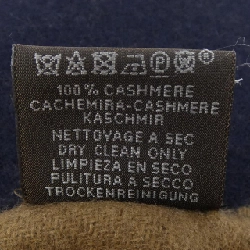 100 % CASHMERE
CACHEMIRA-CASHMERE
KASCHMIR
NETTOYAGE A SEC
DRY CLEAN ONLY
LIMPIEZA EN SECO
PULITURA A SECCO
TROCKENREINIGUNG